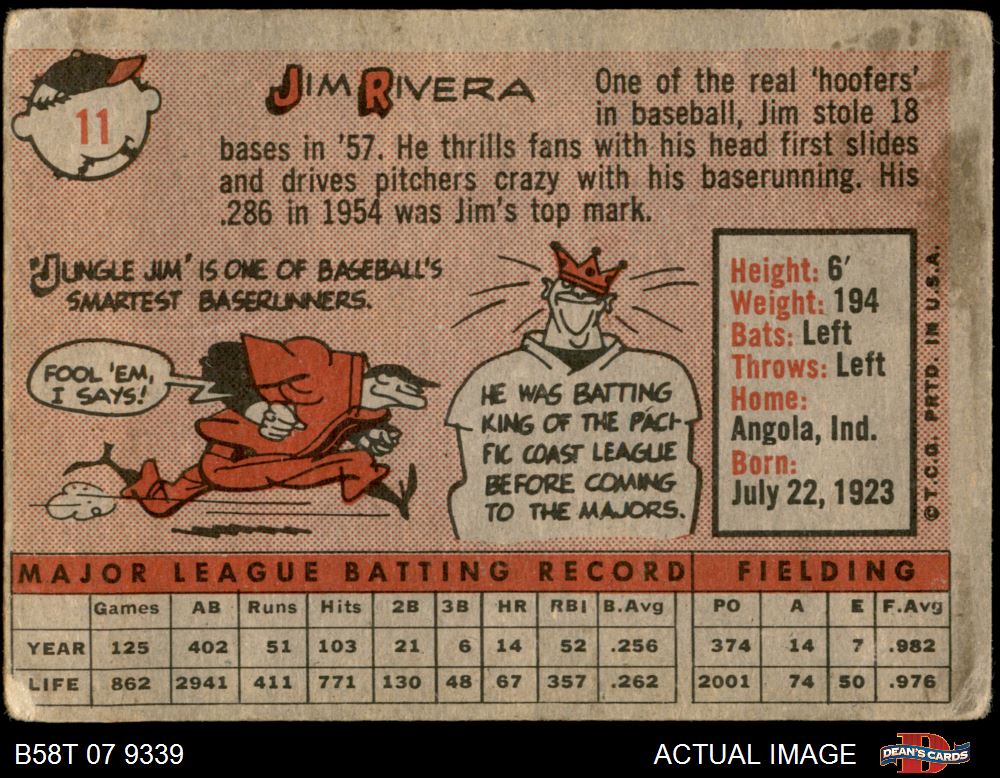 11
JIM RIVERA
One of the real 'hoofers'
in baseball, Jim stole 18
bases in '57. He thrills fans with his head first slides
and drives pitchers crazy with his baserunning. His
.286 in 1954 was Jim's top mark.
"JUNGLE JIM" IS ONE OF BASEBALL'S
SMARTEST BASERUNNERS.
FOOL 'EM,
I SAYS!
HE WAS BATTING
KING OF THE PACI-
FIC COAST LEAGUE
BEFORE COMING
TO THE MAJORS.
Height: 6'
Weight: 194
Bats: Left
Throws: Left
Home:
Angola, Ind.
Born:
July 22, 1923
© T.C.G. PRTD. IN U.S.A.
MAJOR LEAGUE BATTING RECORD FIELDING
Games AB Runs Hits 2B 3B HR RBI B.Avg PO A E F.Avg
YEAR 125 402 51 103 21 6 14 52 .256 374 14 7 .982
LIFE 862 2941 411 771 130 48 67 357 .262 2001 74 50 .976
B58T 07 9339 ACTUAL IMAGE DEAN'S CARDS